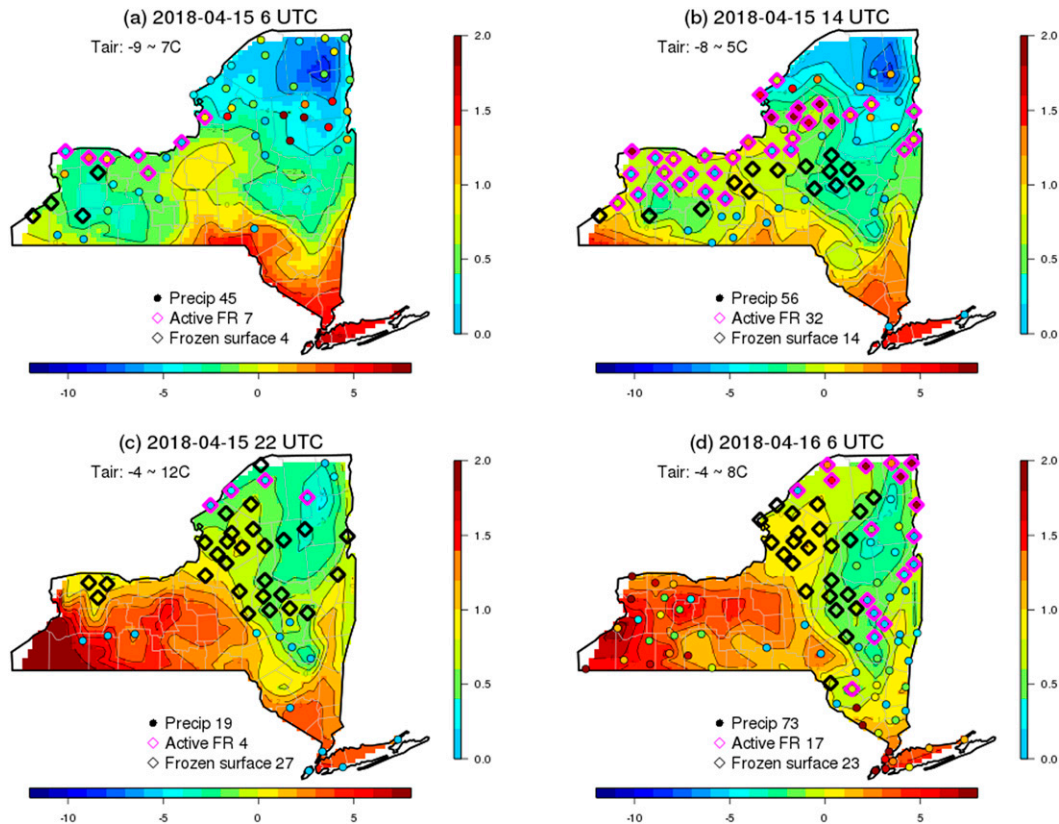 (a) 2018-04-15 6 UTC
Tair: -9 ~ 7C
Precip 45
Active FR 7
Frozen surface 4
2.0
1.5
1.0
0.5
0.0
-10 -5 0 5
(b) 2018-04-15 14 UTC
Tair: -8 ~ 5C
Precip 56
Active FR 32
Frozen surface 14
2.0
1.5
1.0
0.5
0.0
-10 -5 0 5
(c) 2018-04-15 22 UTC
Tair: -4 ~ 12C
Precip 19
Active FR 4
Frozen surface 27
2.0
1.5
1.0
0.5
0.0
-10 -5 0 5
(d) 2018-04-16 6 UTC
Tair: -4 ~ 8C
Precip 73
Active FR 17
Frozen surface 23
2.0
1.5
1.0
0.5
0.0
-10 -5 0 5